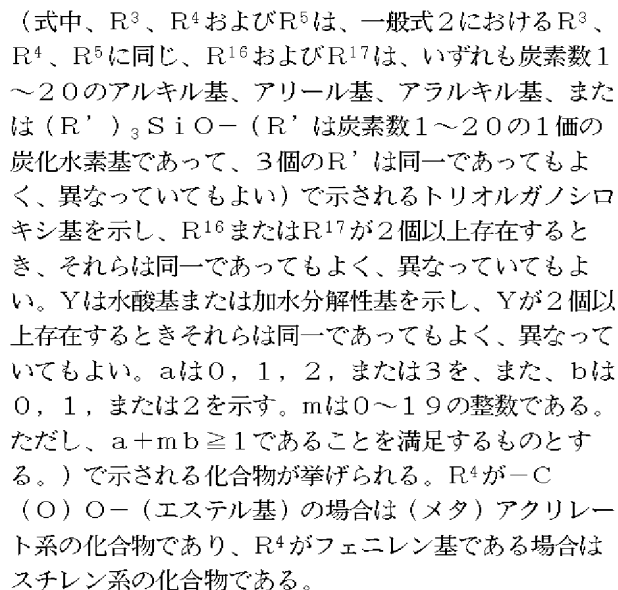 （式中、R³、R⁴およびR⁵は、一般式２におけるR³、
R⁴、R⁵に同じ、R¹⁶およびR¹⁷は、いずれも炭素数１
～２０のアルキル基、アリール基、アラルキル基、また
は（R’）₃ＳｉＯ－（R’は炭素数１～２０の１価の
炭化水素基であって、３個のR’は同一であってもよ
く、異なっていてもよい）で示されるトリオルガノシロ
キシ基を示し、R¹⁶またはR¹⁷が２個以上存在すると
き、それらは同一であってもよく、異なっていてもよ
い。Yは水酸基または加水分解性基を示し、Yが２個以
上存在するときそれらは同一であってもよく、異なって
いてもよい。aは０，１，２，または３を、また、bは
０，１，または２を示す。mは０～１９の整数である。
ただし、a＋mb≧１であることを満足するものとす
る。）で示される化合物が挙げられる。R⁴が－C
（O）O－（エステル基）の場合は（メタ）アクリレー
ト系の化合物であり、R⁴がフェニレン基である場合は
スチレン系の化合物である。